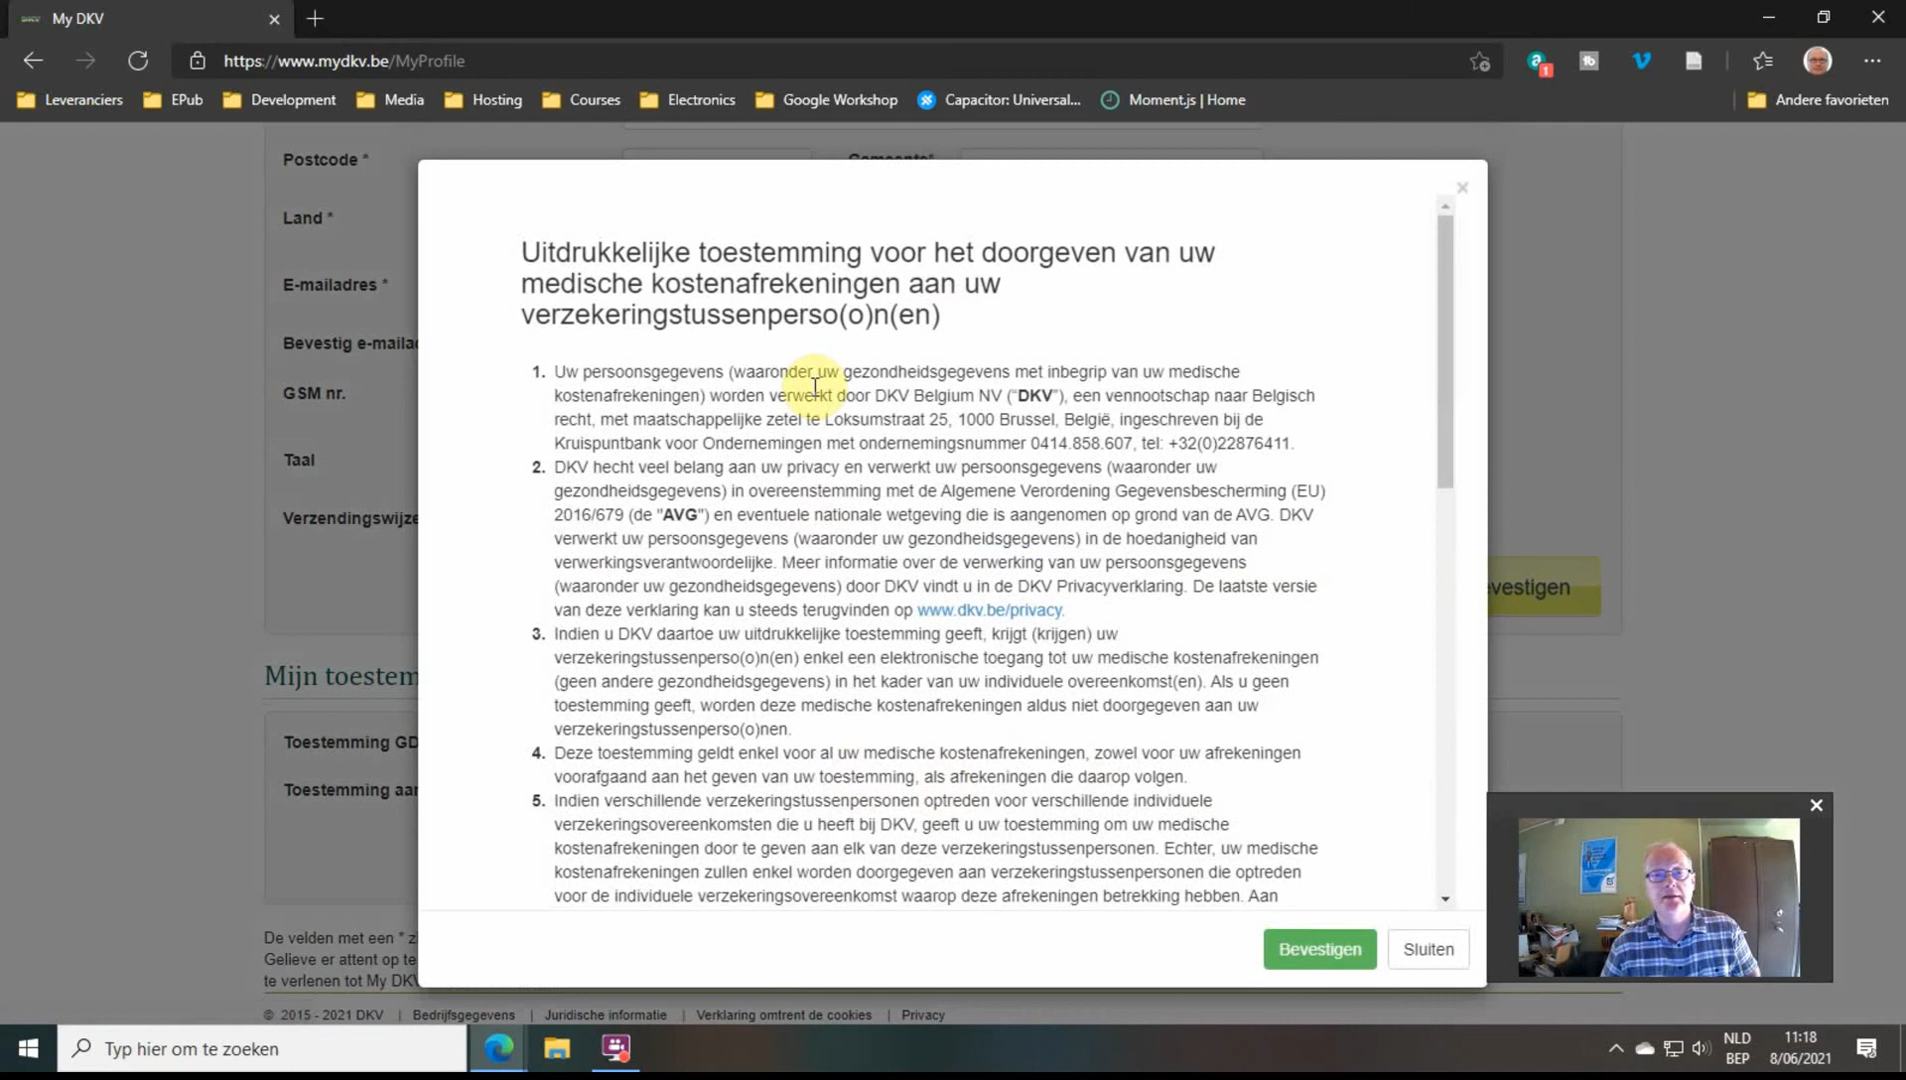 My DKV
https://www.mydkv.be/MyProfile
1
Leveranciers EPub Development Media Hosting Courses Electronics Google Workshop Capacitor: Universal... Moment.js | Home Andere favorieten
Postcode * Gemeente*
Land *
E-mailadres *
Bevestig e-mailad
GSM nr.
Taal
Verzendingswijze
evestigen
Mijn toestem
Toestemming GD
Toestemming aan
De velden met een * z
Gelieve er attent op te
te verlenen tot My DKV
Uitdrukkelijke toestemming voor het doorgeven van uw
medische kostenafrekeningen aan uw
verzekeringstussenperso(o)n(en)
1. Uw persoonsgegevens (waaronder uw gezondheidsgegevens met inbegrip van uw medische
kostenafrekeningen) worden verwerkt door DKV Belgium NV ("DKV"), een vennootschap naar Belgisch
recht, met maatschappelijke zetel te Loksumstraat 25, 1000 Brussel, België, ingeschreven bij de
Kruispuntbank voor Ondernemingen met ondernemingsnummer 0414.858.607, tel: +32(0)22876411.
2. DKV hecht veel belang aan uw privacy en verwerkt uw persoonsgegevens (waaronder uw
gezondheidsgegevens) in overeenstemming met de Algemene Verordening Gegevensbescherming (EU)
2016/679 (de "AVG") en eventuele nationale wetgeving die is aangenomen op grond van de AVG. DKV
verwerkt uw persoonsgegevens (waaronder uw gezondheidsgegevens) in de hoedanigheid van
verwerkingsverantwoordelijke. Meer informatie over de verwerking van uw persoonsgegevens
(waaronder uw gezondheidsgegevens) door DKV vindt u in de DKV Privacyverklaring. De laatste versie
van deze verklaring kan u steeds terugvinden op www.dkv.be/privacy.
3. Indien u DKV daartoe uw uitdrukkelijke toestemming geeft, krijgt (krijgen) uw
verzekeringstussenperso(o)n(en) enkel een elektronische toegang tot uw medische kostenafrekeningen
(geen andere gezondheidsgegevens) in het kader van uw individuele overeenkomst(en). Als u geen
toestemming geeft, worden deze medische kostenafrekeningen aldus niet doorgegeven aan uw
verzekeringstussenperso(o)nen.
4. Deze toestemming geldt enkel voor al uw medische kostenafrekeningen, zowel voor uw afrekeningen
voorafgaand aan het geven van uw toestemming, als afrekeningen die daarop volgen.
5. Indien verschillende verzekeringstussenpersonen optreden voor verschillende individuele
verzekeringsovereenkomsten die u heeft bij DKV, geeft u uw toestemming om uw medische
kostenafrekeningen door te geven aan elk van deze verzekeringstussenpersonen. Echter, uw medische
kostenafrekeningen zullen enkel worden doorgegeven aan verzekeringstussenpersonen die optreden
voor de individuele verzekeringsovereenkomst waarop deze afrekeningen betrekking hebben. Aan
Bevestigen Sluiten
© 2015 - 2021 DKV | Bedrijfsgegevens | Juridische informatie | Verklaring omtrent de cookies | Privacy
Typ hier om te zoeken
NLD 11:18
BEP 8/06/2021